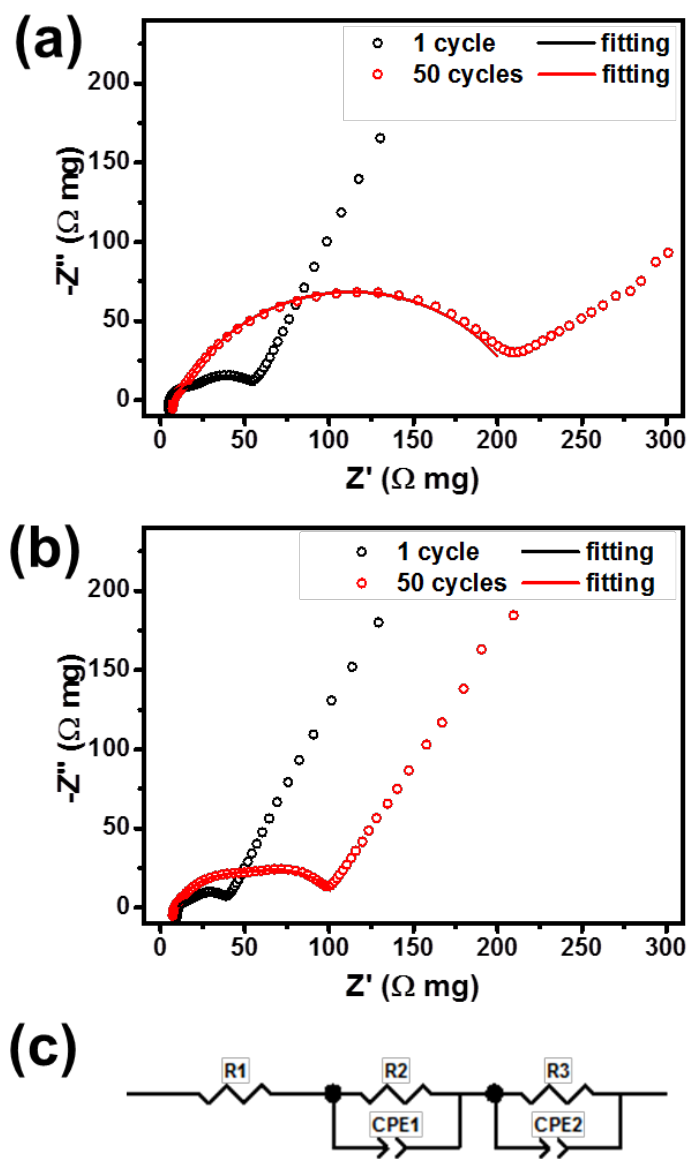 (a)
1 cycle fitting
50 cycles fitting
200
150
100
50
0
-Z'' (Ω mg)
0 50 100 150 200 250 300
Z' (Ω mg)
(b)
1 cycle fitting
50 cycles fitting
200
150
100
50
0
-Z'' (Ω mg)
0 50 100 150 200 250 300
Z' (Ω mg)
(c)
R1 R2 R3
CPE1 CPE2